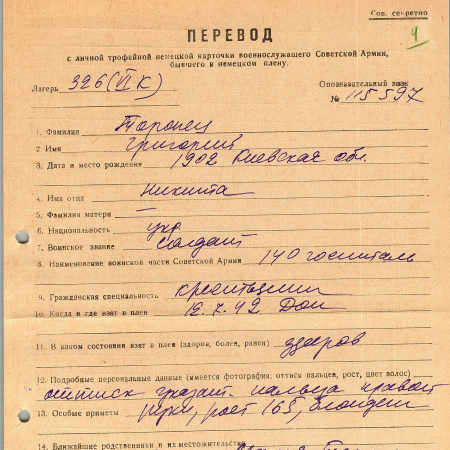 Сов. секретно
9
ПЕРЕВОД
с личной трофейной немецкой карточки военнослужащего Советской Армии,
бывшего в немецком плену.
Лагерь 326 (VI К)
Опознавательный знак
№ 115597
1. Фамилия Торонец
2 Имя Григорий
3. Дата и место рождения 1902 Киевская обл.
4. Имя отца Никита
5. Фамилия матери —
6. Национальность укр.
7. Воинское звание солдат
8. Наименование воинской части Советской Армии 140 госпиталь
9. Гражданская специальность крестьянин
10. Когда и где взят в плен 12.7.42 Дон
11. В каком состоянии взят в плен (здоров, болен, ранен) здоров
12. Подробные персональные данные (имеется фотография, оттиск пальцев, рост, цвет волос)
оттиск указат. пальца правой
13. Особые приметы руки, рост 165, блондин
14. Ближайшие родственники и их местожительство